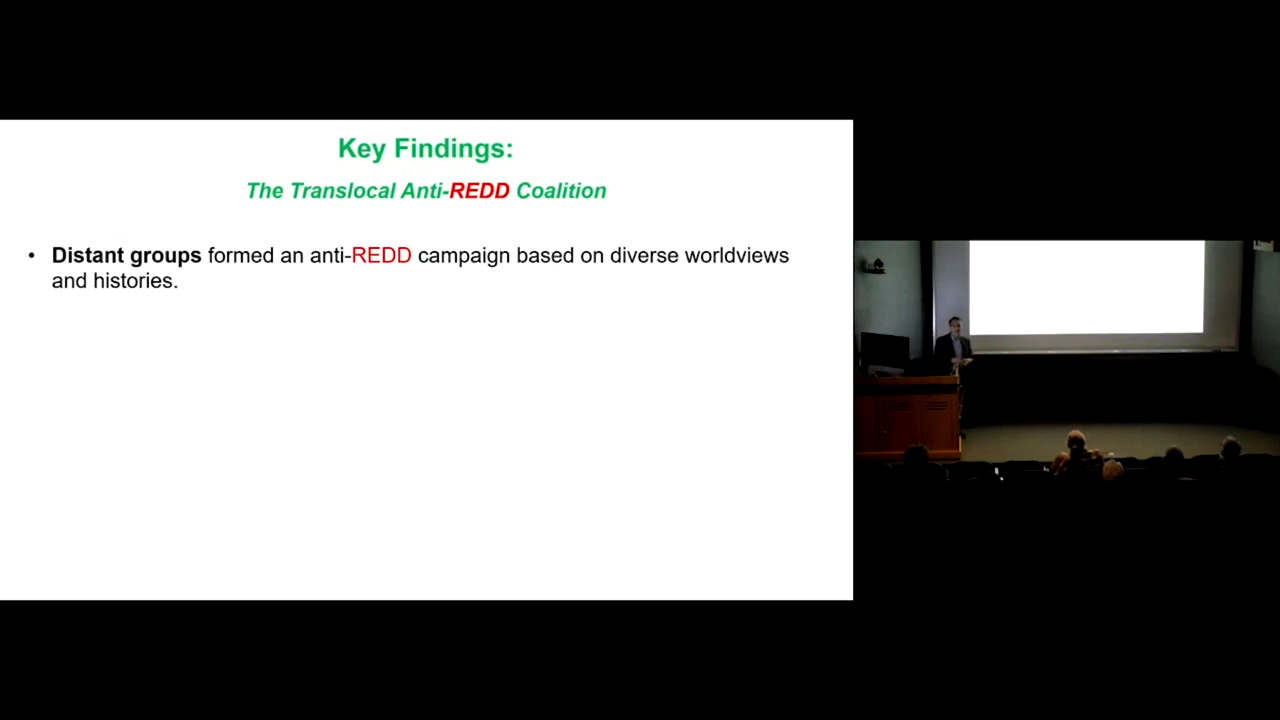 Key Findings:
The Translocal Anti-REDD Coalition
• Distant groups formed an anti-REDD campaign based on diverse worldviews
and histories.